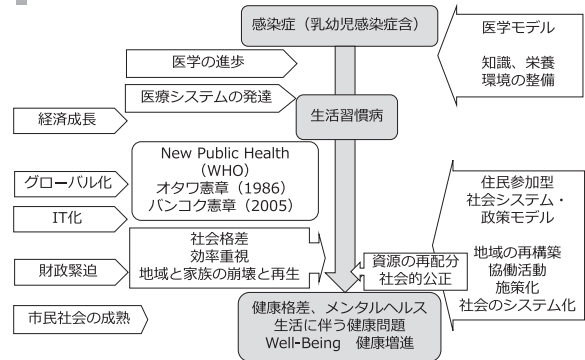 感染症（乳幼児感染症含）
医学モデル
知識、栄養
環境の整備
医学の進歩
医療システムの発達
経済成長
生活習慣病
New Public Health
（WHO）
オタワ憲章（1986）
バンコク憲章（2005）
グローバル化
IT化
住民参加型
社会システム・
政策モデル
地域の再構築
協働活動
施策化
社会のシステム化
社会格差
効率重視
地域と家族の崩壊と再生
財政緊迫
資源の再配分
社会的公正
市民社会の成熟
健康格差、メンタルヘルス
生活に伴う健康問題
Well-Being　健康増進